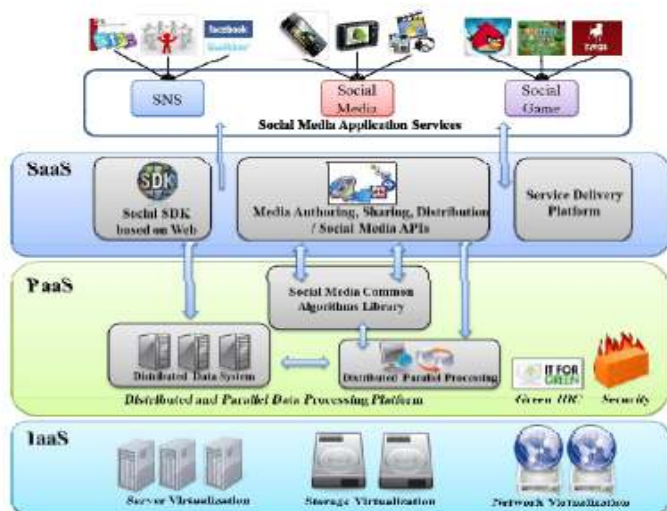 facebook
twitter
SNS
Social
Media
Social
Game
Social Media Application Services
SaaS
SDK
Social SDK
based on Web
Media Authoring, Sharing, Distribution
/ Social Media APIs
Service Delivery
Platform
PaaS
Social Media Common
Algorithms Library
Distributed Data System
Distributed Parallel Processing
IT FOR
GREEN
Distributed and Parallel Data Processing Platform
Green IDC
Security
IaaS
Server Virtualization
Storage Virtualization
Network Virtualization